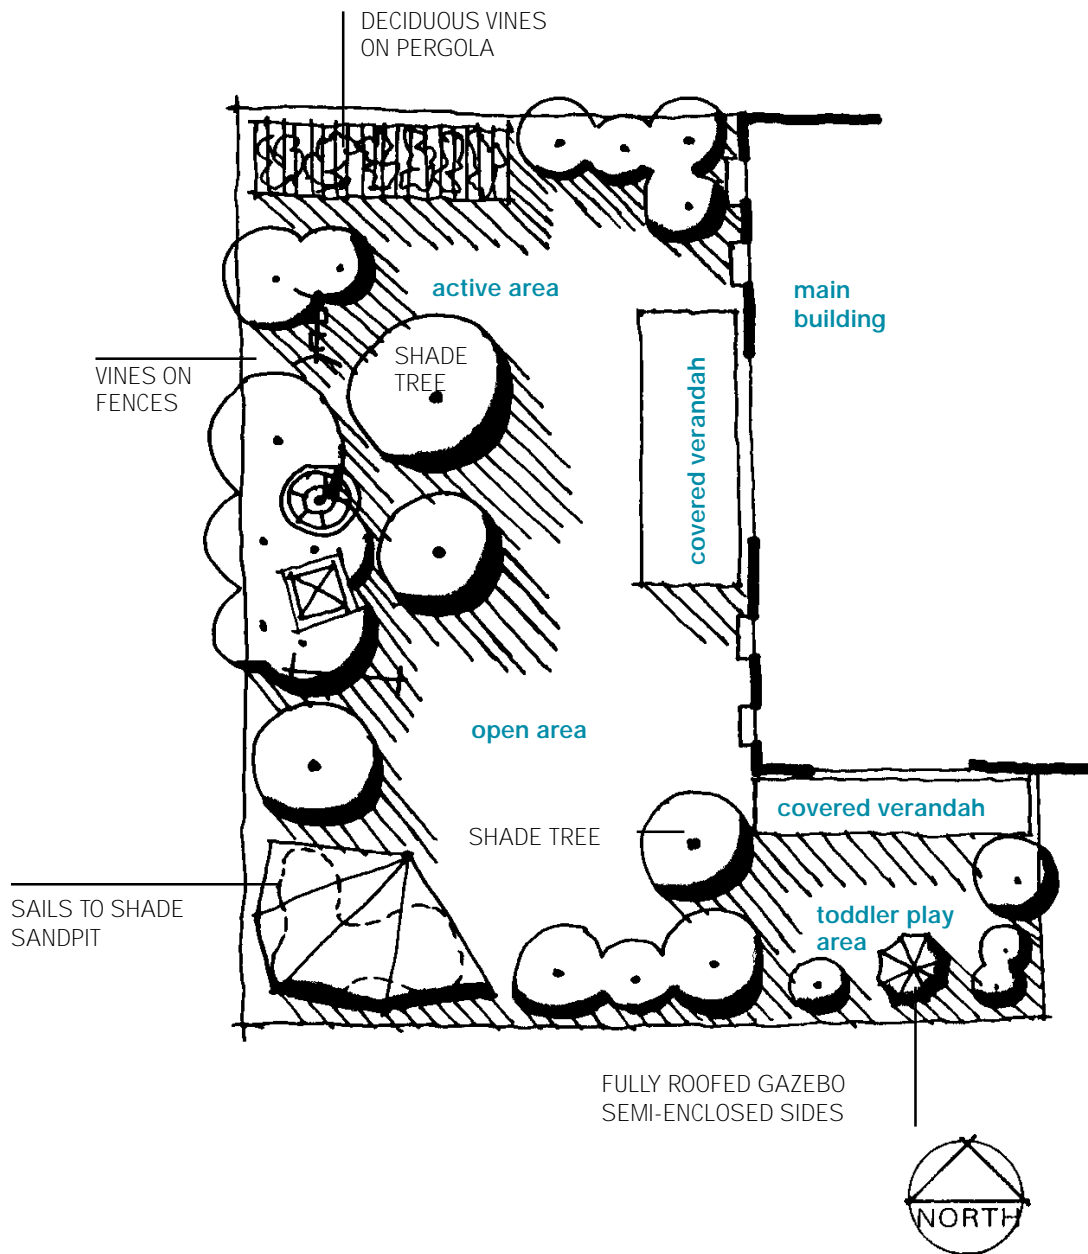 DECIDUOUS VINES
ON PERGOLA
active area
main
building
SHADE
TREE
VINES ON
FENCES
covered verandah
open area
covered verandah
SHADE TREE
SAILS TO SHADE
SANDPIT
toddler play
area
FULLY ROOFED GAZEBO
SEMI-ENCLOSED SIDES
NORTH